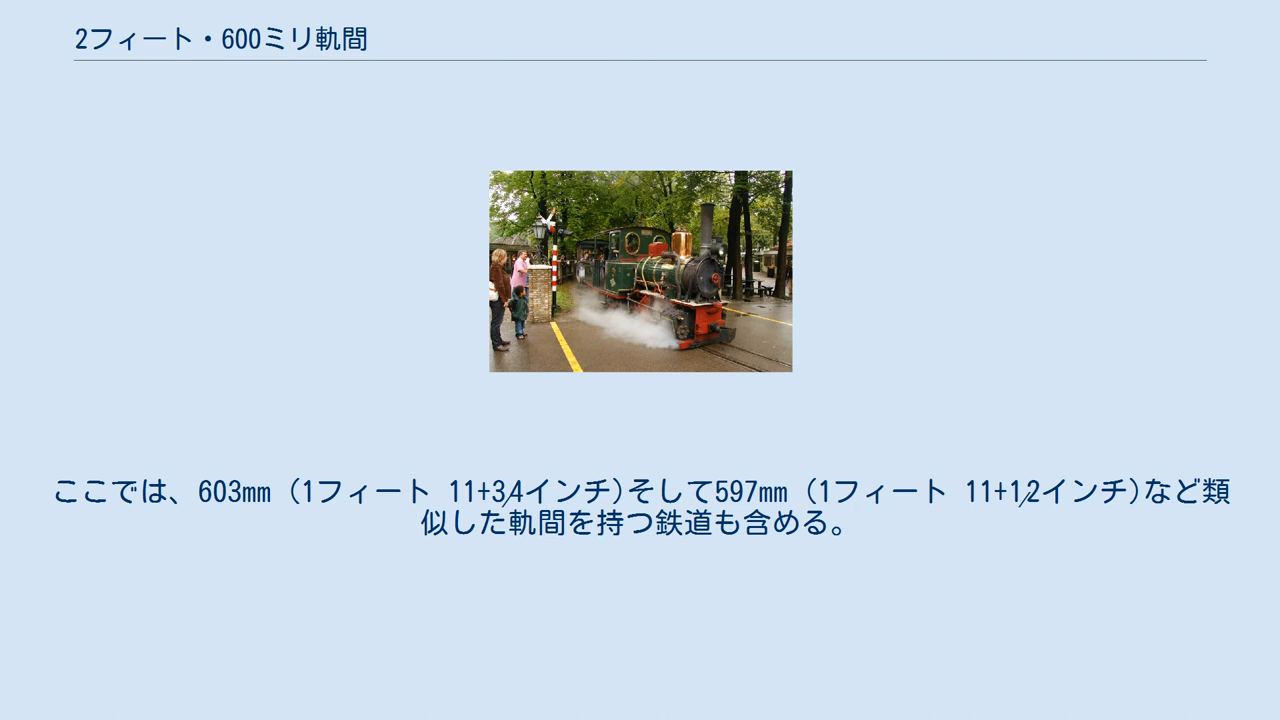 2フィート・600ミリ軌間
ここでは、603mm (1フィート 11+3⁄4インチ)そして597mm (1フィート 11+1⁄2インチ)など類
似した軌間を持つ鉄道も含める。